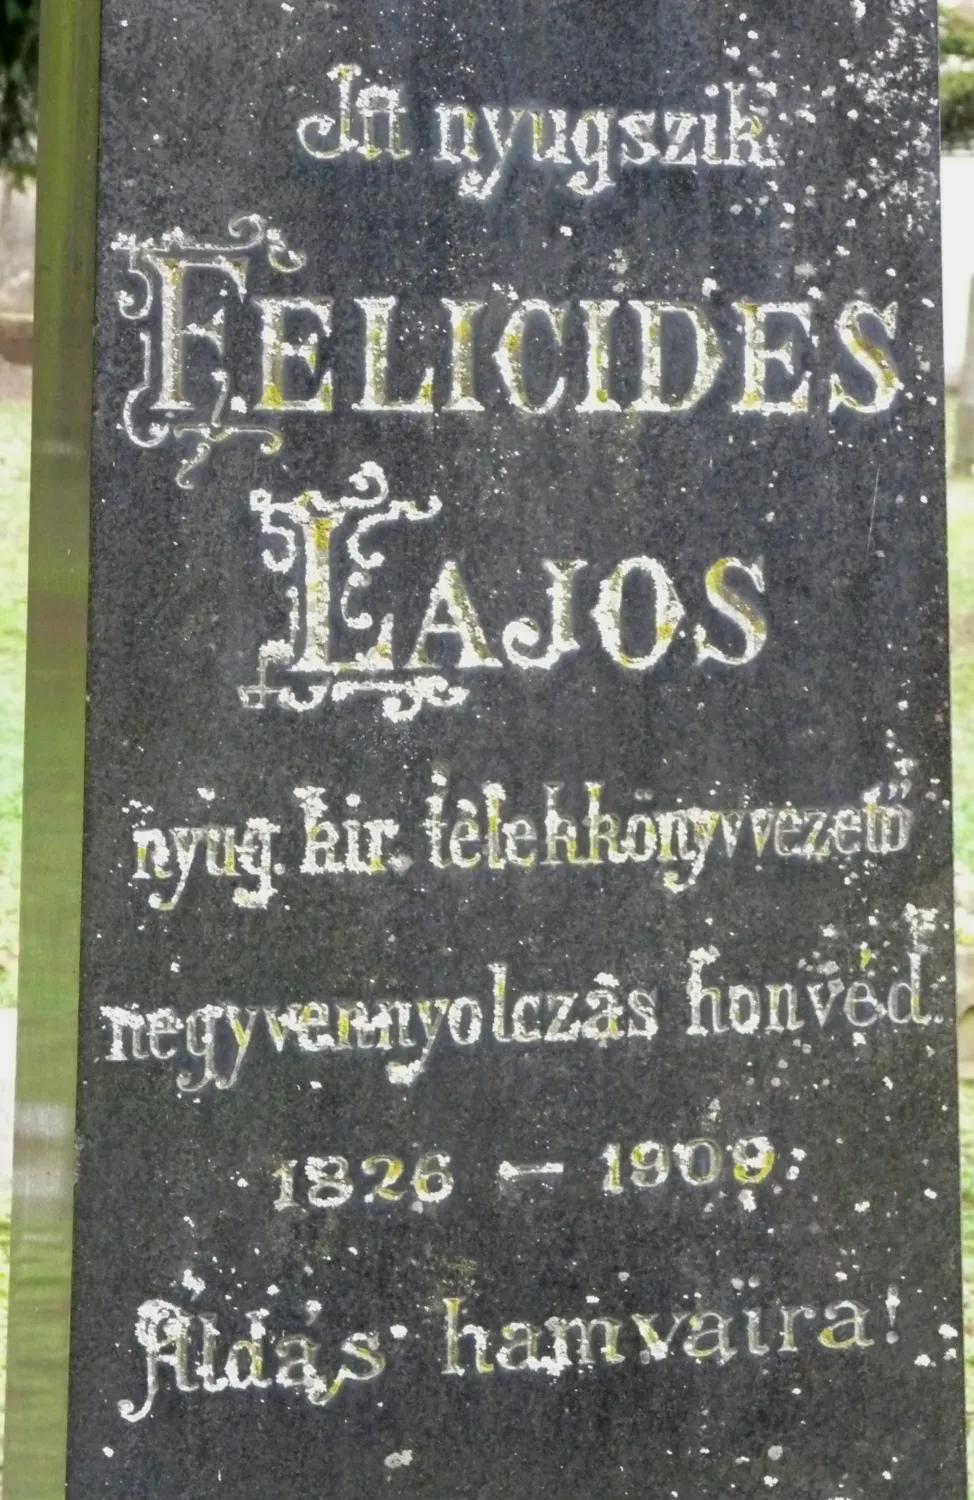 Itt nyugszik
FELICIDES
LAJOS
nyug. kir. telekkönyvvezető
negyvennyolczás honvéd.
1826 – 1909.
Áldás hamvaira!